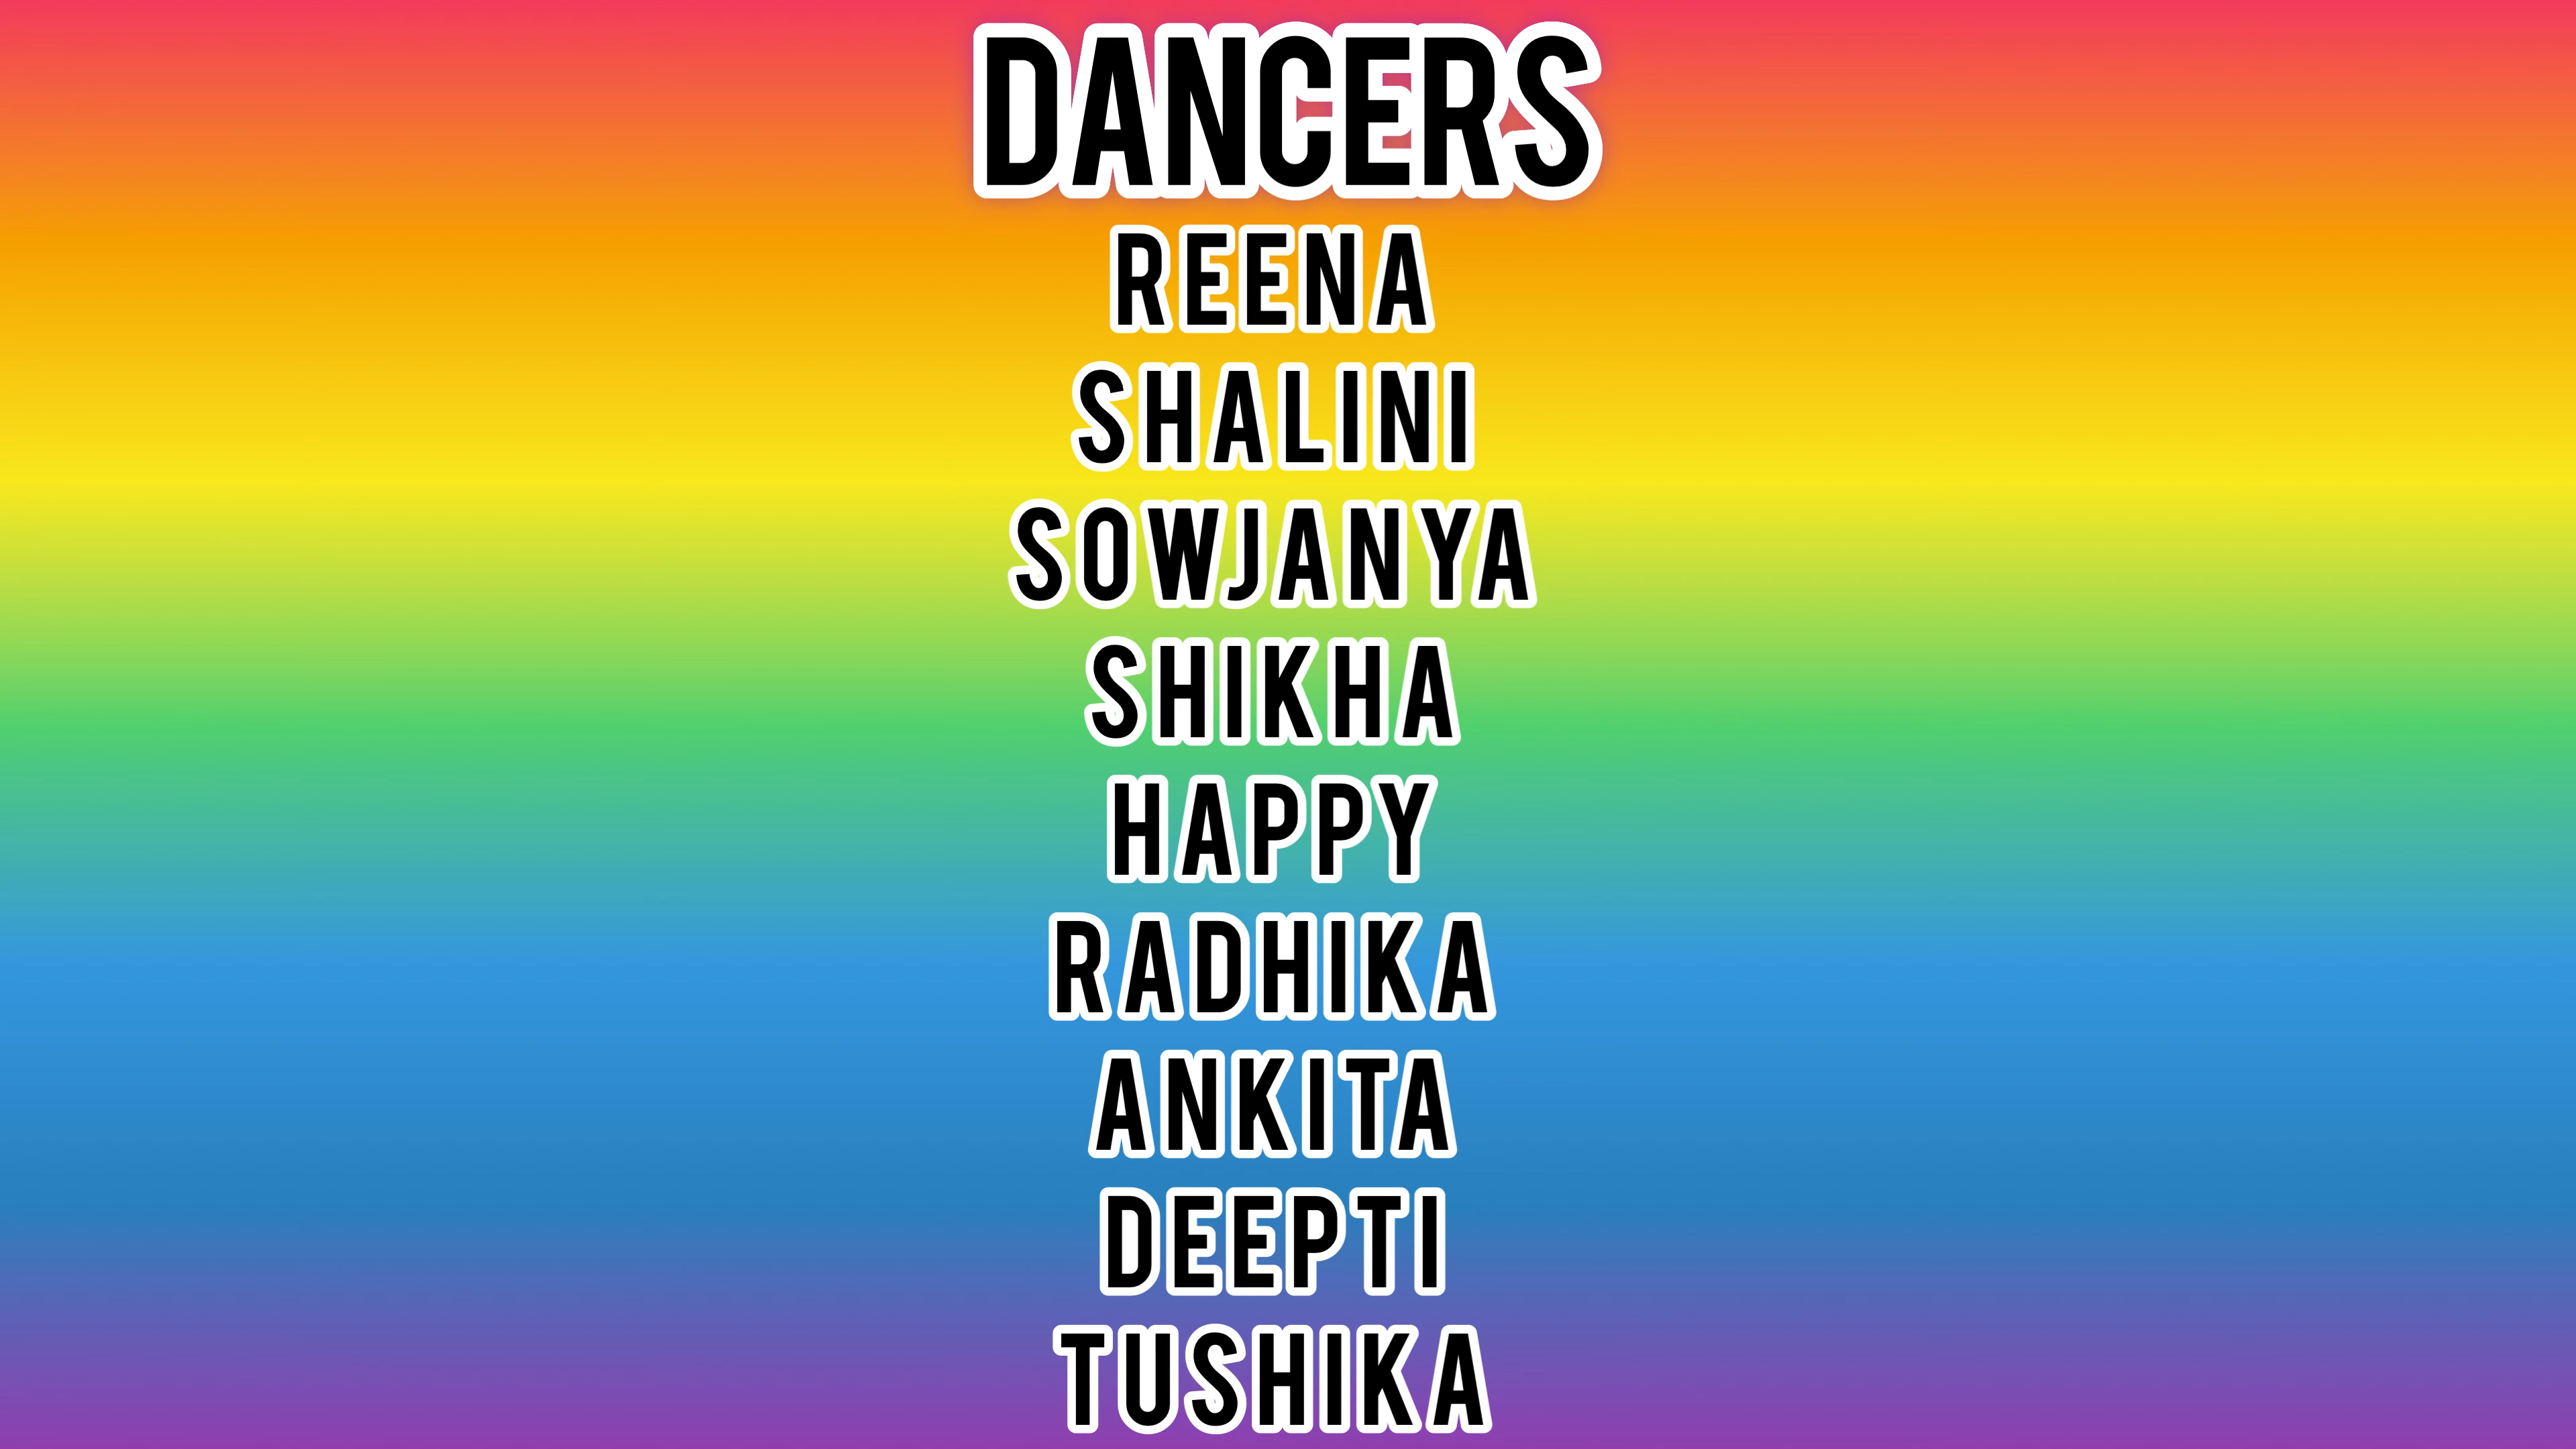 DANCERS
REENA
SHALINI
SOWJANYA
SHIKHA
HAPPY
RADHIKA
ANKITA
DEEPTI
TUSHIKA